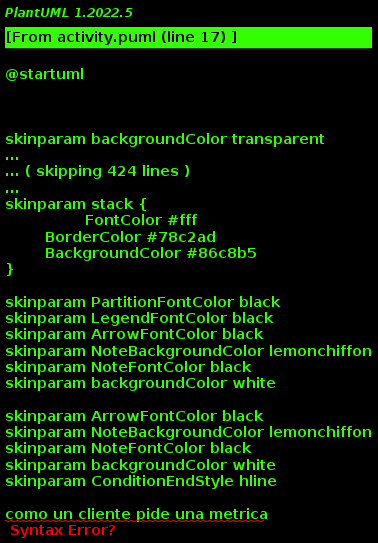 PlantUML 1.2022.5
[From activity.puml (line 17) ]
@startuml
skinparam backgroundColor transparent
...
... ( skipping 424 lines )
...
skinparam stack {
FontColor #fff
BorderColor #78c2ad
BackgroundColor #86c8b5
}
skinparam PartitionFontColor black
skinparam LegendFontColor black
skinparam ArrowFontColor black
skinparam NoteBackgroundColor lemonchiffon
skinparam NoteFontColor black
skinparam backgroundColor white
skinparam ArrowFontColor black
skinparam NoteBackgroundColor lemonchiffon
skinparam NoteFontColor black
skinparam backgroundColor white
skinparam ConditionEndStyle hline
como un cliente pide una metrica
Syntax Error?